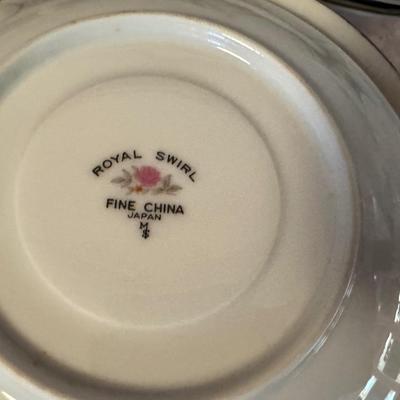 ROYAL SWIRL
FINE CHINA
JAPAN